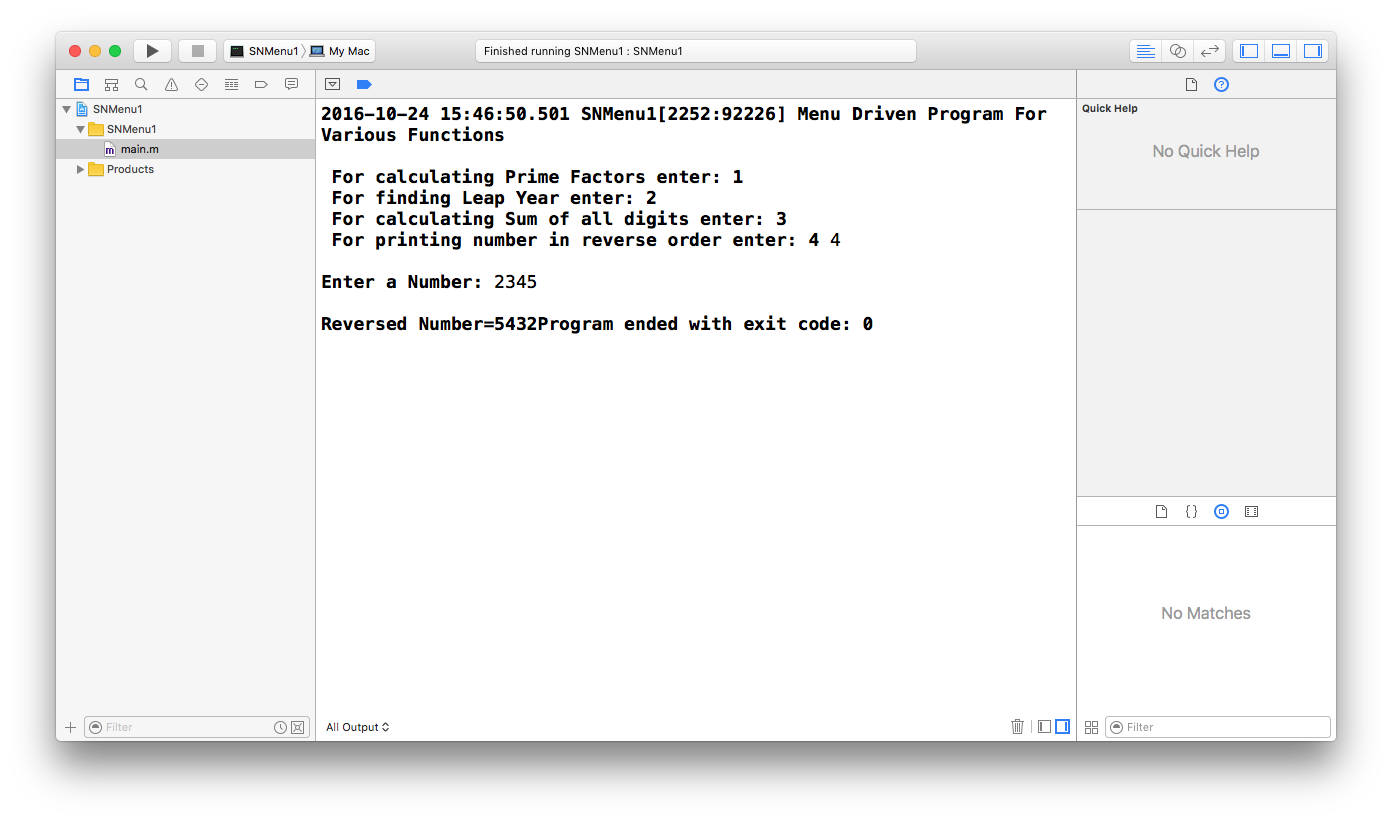 SNMenu1 My Mac
Finished running SNMenu1 : SNMenu1
SNMenu1
SNMenu1
m main.m
Products
Filter
2016-10-24 15:46:50.501 SNMenu1[2252:92226] Menu Driven Program For
Various Functions
For calculating Prime Factors enter: 1
For finding Leap Year enter: 2
For calculating Sum of all digits enter: 3
For printing number in reverse order enter: 4 4
Enter a Number: 2345
Reversed Number=5432Program ended with exit code: 0
All Output
?
Quick Help
No Quick Help
{}
No Matches
Filter